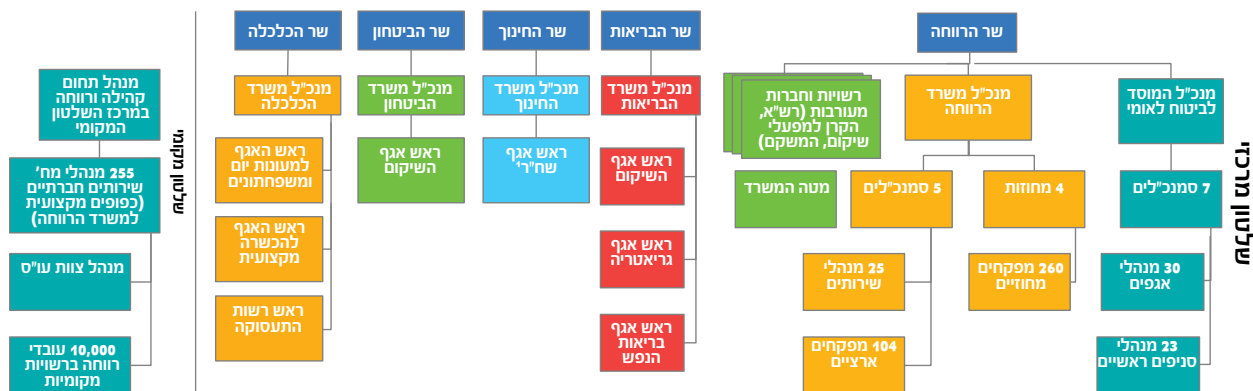 שלטון מרכזי
שר הרווחה
מנכ"ל המוסד
לביטוח לאומי
7 סמנכ"לים
30 מנהלי
אגפים
23 מנהלי
סניפים ראשיים
מנכ"ל משרד
הרווחה
4 מחוזות
260 מפקחים
מחוזיים
5 סמנכ"לים
25 מנהלי
שירותים
104 מפקחים
ארציים
רשויות וחברות
מעורבות (רש"א,
הקרן למפעלי
שיקום, המשקם)
מטה המשרד
שר הבריאות
מנכ"ל משרד
הבריאות
ראש אגף
השיקום
ראש אגף
גריאטריה
ראש אגף
בריאות
הנפש
שר החינוך
מנכ"ל משרד
החינוך
ראש אגף
שח"ר'
שר הביטחון
מנכ"ל משרד
הביטחון
ראש אגף
השיקום
שר הכלכלה
מנכ"ל משרד
הכלכלה
ראש האגף
למעונות יום
ומשפחתונים
ראש האגף
להכשרה
מקצועית
ראש רשות
התעסוקה
שלטון מקומי
מנהל תחום
קהילה ורווחה
במרכז השלטון
המקומי
255 מנהלי מח'
שירותים חברתיים
(כפופים מקצועית
למשרד הרווחה)
מנהל צוות עו"ס
10,000 עובדי
רווחה ברשויות
מקומיות